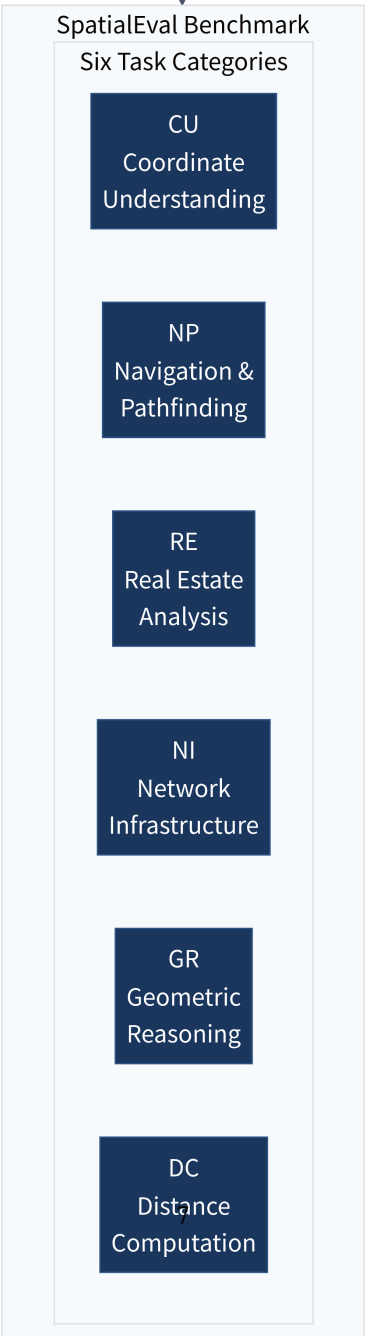 SpatialEval Benchmark
Six Task Categories
CU
Coordinate
Understanding
NP
Navigation &
Pathfinding
RE
Real Estate
Analysis
NI
Network
Infrastructure
GR
Geometric
Reasoning
DC
Distance
7
Computation